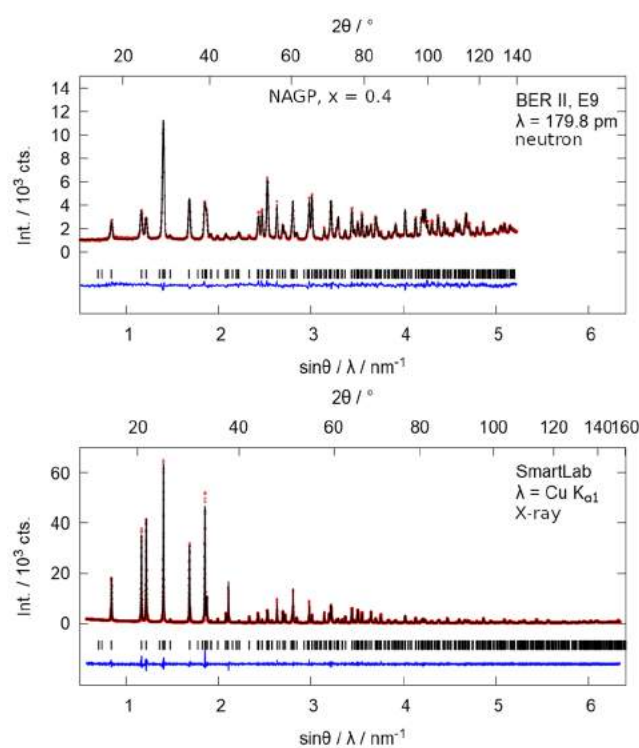 2θ / °
20 40 60 80 100 120 140
14
12
10
8
6
4
2
0
Int. / 10³ cts.
NAGP, x = 0.4
BER II, E9
λ = 179.8 pm
neutron
1 2 3 4 5 6
sinθ / λ / nm⁻¹
2θ / °
20 40 60 80 100 120 140 160
60
40
20
0
Int. / 10³ cts.
SmartLab
λ = Cu Kα1
X-ray
1 2 3 4 5 6
sinθ / λ / nm⁻¹